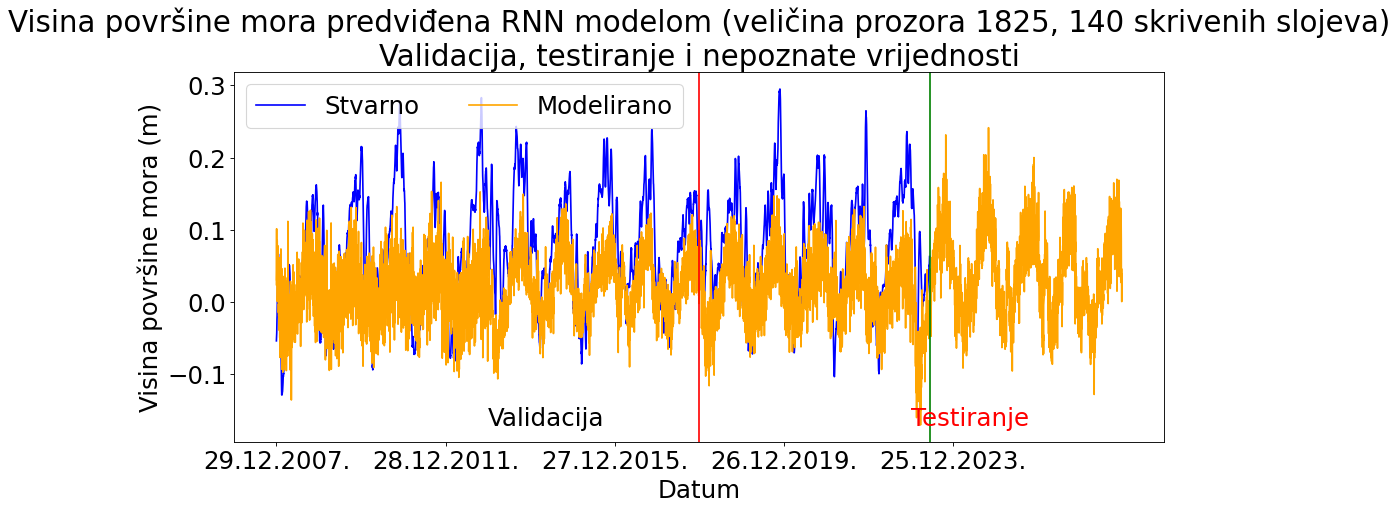 Visina površine mora predviđena RNN modelom (veličina prozora 1825, 140 skrivenih slojeva)
Validacija, testiranje i nepoznate vrijednosti
Stvarno
Modelirano
Visina površine mora (m)
0.3
0.2
0.1
0.0
−0.1
Validacija
Testiranje
29.12.2007.
28.12.2011.
27.12.2015.
26.12.2019.
25.12.2023.
Datum